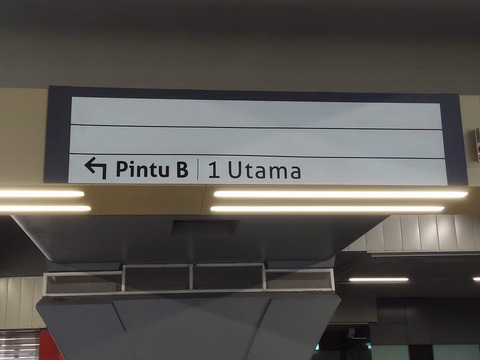 Pintu B | 1 Utama